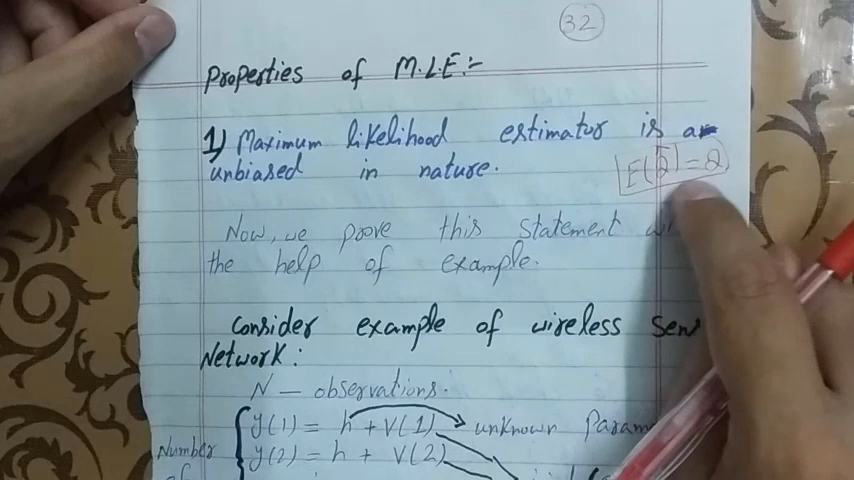 32
Properties of M.L.E:-
1) Maximum likelihood estimator is a
unbiased in nature.
E(θ̂)=θ
Now, we prove this statement
the help of example.
Consider example of wireless
Network:
N - observations.
y(1) = h + V(1) unknown
y(2) = h + V(2)
Number
of